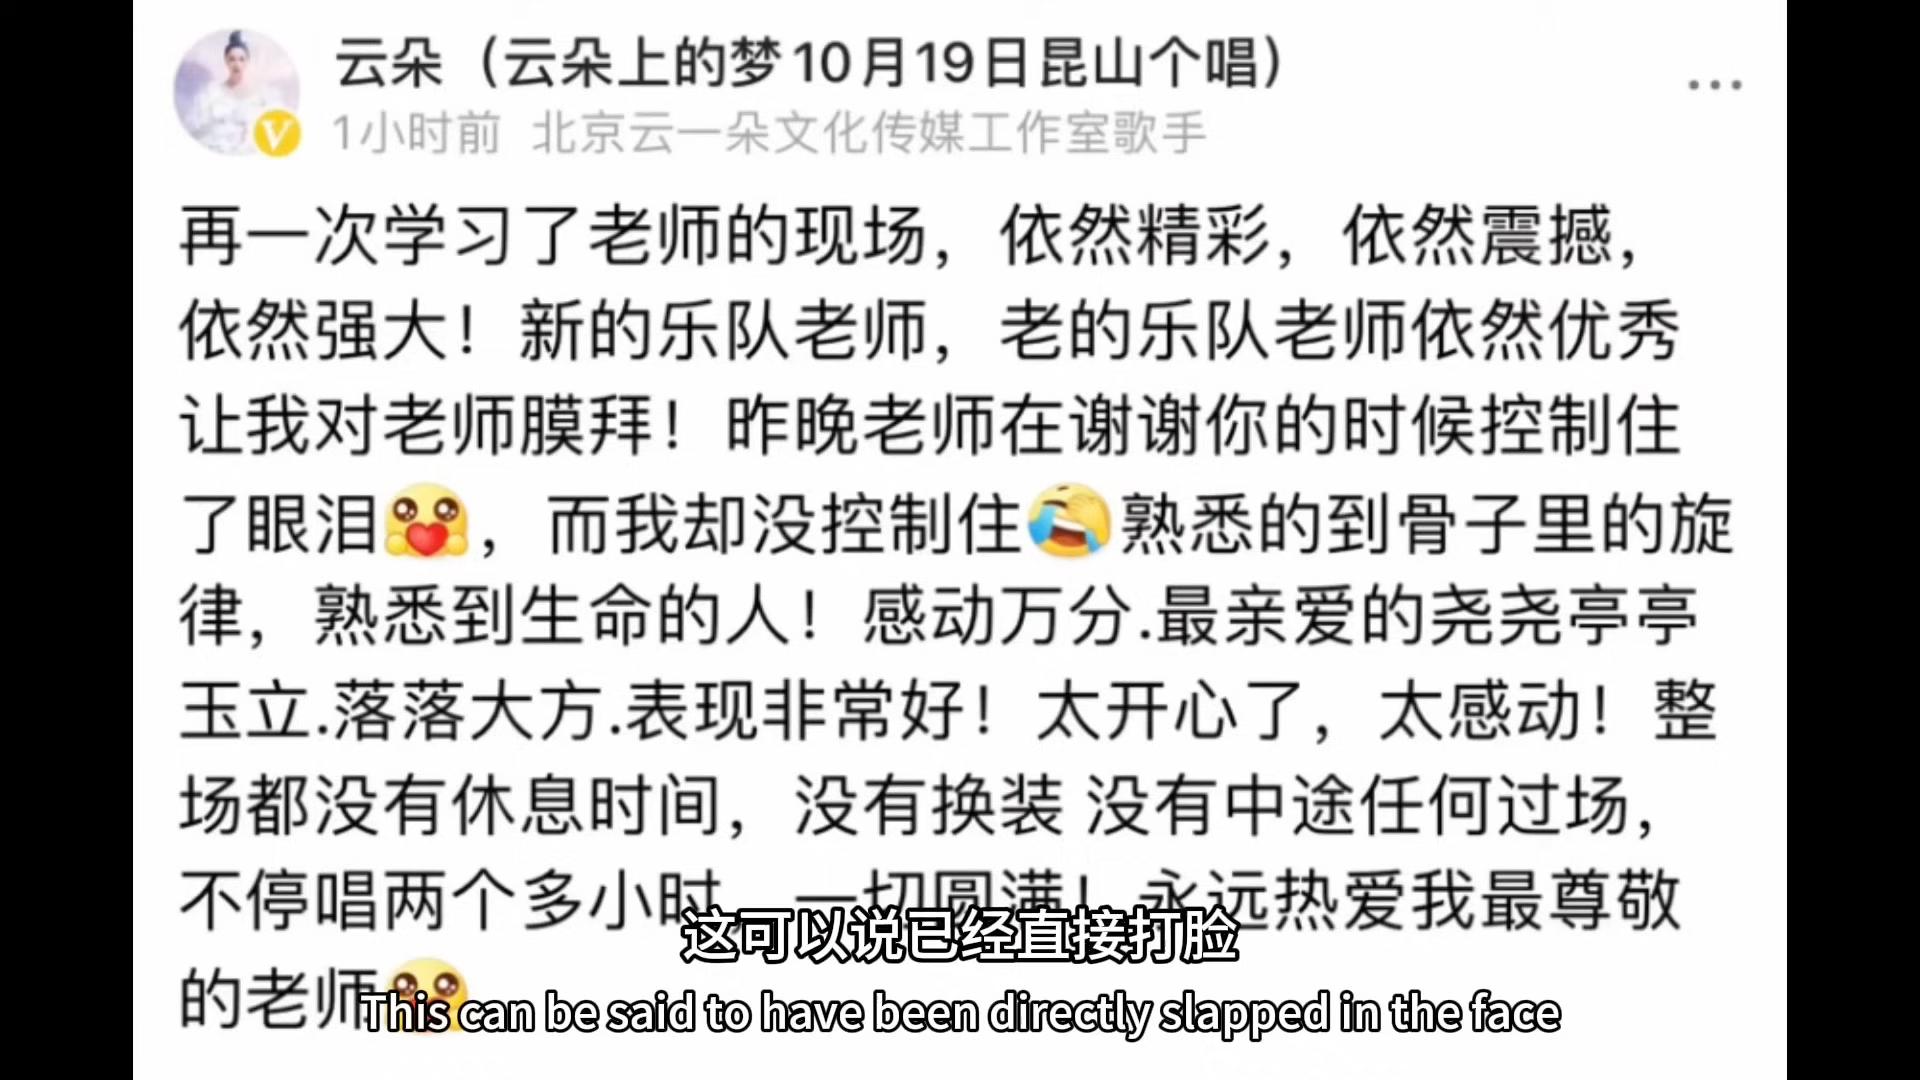 云朵（云朵上的梦10月19日昆山个唱）
1小时前 北京云一朵文化传媒工作室歌手
再一次学习了老师的现场，依然精彩，依然震撼，
依然强大！新的乐队老师，老的乐队老师依然优秀
让我对老师膜拜！昨晚老师在谢谢你的时候控制住
了眼泪🥰，而我却没控制住🤣熟悉的到骨子里的旋
律，熟悉到生命的人！感动万分.最亲爱的尧尧亭亭
玉立.落落大方.表现非常好！太开心了，太感动！整
场都没有休息时间，没有换装 没有中途任何过场，
不停唱两个多小时，一切圆满！永远热爱我最尊敬
的老师🥰
这可以说已经直接打脸
This can be said to have been directly slapped in the face